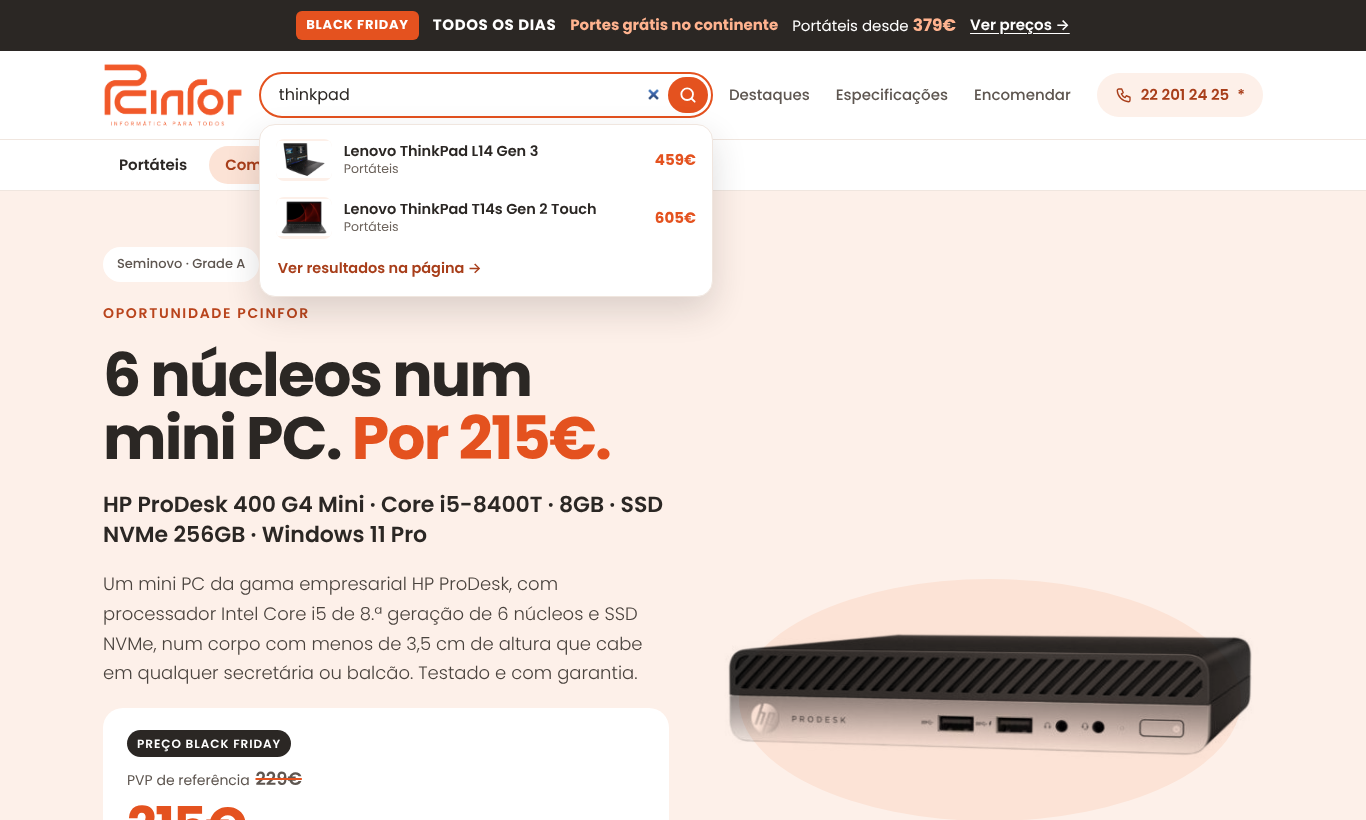 BLACK FRIDAY TODOS OS DIAS Portes grátis no continente Portáteis desde 379€ Ver preços →
Pcinfor
INFORMÁTICA PARA TODOS
thinkpad
Destaques Especificações Encomendar 22 201 24 25 *
Portáteis Com
Lenovo ThinkPad L14 Gen 3
Portáteis
459€
Lenovo ThinkPad T14s Gen 2 Touch
Portáteis
605€
Ver resultados na página →
Seminovo · Grade A
OPORTUNIDADE PCINFOR
6 núcleos num
mini PC. Por 215€.
HP ProDesk 400 G4 Mini · Core i5-8400T · 8GB · SSD
NVMe 256GB · Windows 11 Pro
Um mini PC da gama empresarial HP ProDesk, com
processador Intel Core i5 de 8.ª geração de 6 núcleos e SSD
NVMe, num corpo com menos de 3,5 cm de altura que cabe
em qualquer secretária ou balcão. Testado e com garantia.
hp PRODESK
PREÇO BLACK FRIDAY
PVP de referência 229€
215€